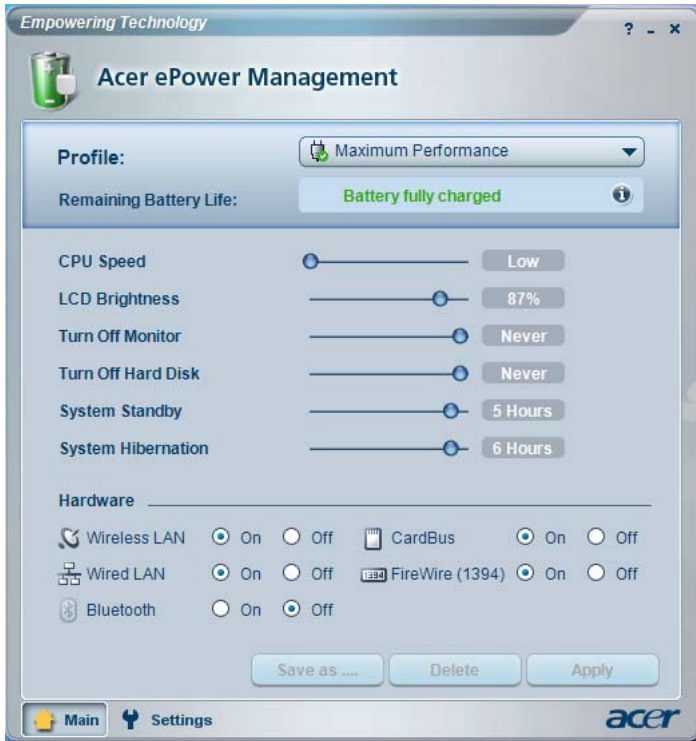 Empowering Technology
? - x
Acer ePower Management
Profile: Maximum Performance
Remaining Battery Life: Battery fully charged i
CPU Speed Low
LCD Brightness 87%
Turn Off Monitor Never
Turn Off Hard Disk Never
System Standby 5 Hours
System Hibernation 6 Hours
Hardware
Wireless LAN On Off CardBus On Off
Wired LAN On Off 1394 FireWire (1394) On Off
Bluetooth On Off
Save as .... Delete Apply
Main Settings acer